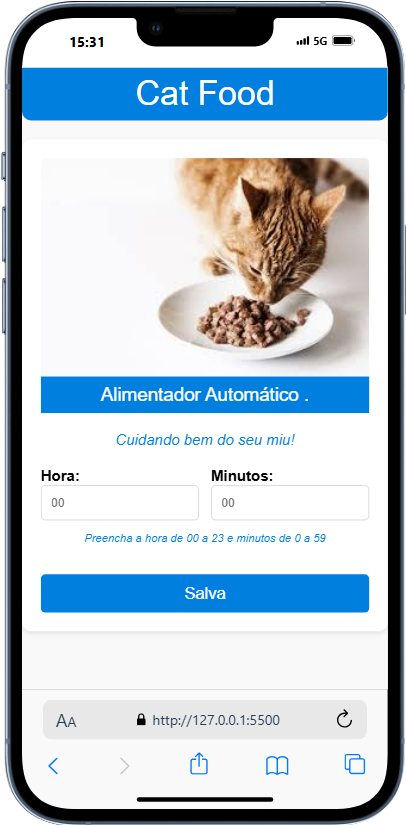 15:31
5G
Cat Food
Alimentador Automático .
Cuidando bem do seu miu!
Hora: Minutos:
00 00
Preencha a hora de 00 a 23 e minutos de 0 a 59
Salva
AA http://127.0.0.1:5500